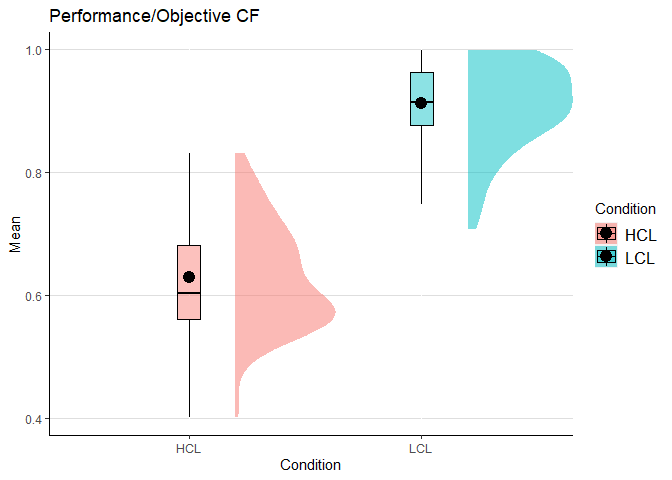 Performance/Objective CF
1.0
0.8
0.6
0.4
Mean
HCL
LCL
Condition
Condition
HCL
LCL